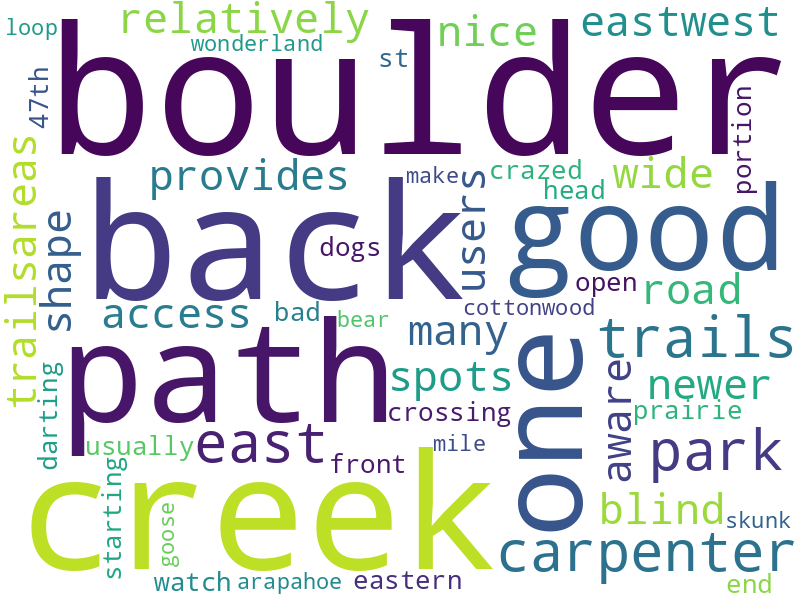 loop
relatively
wonderland
nice
eastwest
st
boulder
47th
portion
trailsareas
provides
make
crazed
head
wide
users
shape
back
dogs
good
open
road
access
bad
bear
cottonwood
many
trails
path
one
spots
newer
darting
crossing
aware
prairie
usually
east
front
mile
park
starting
creek
goose
blind
skunk
carpenter
watch
arapahoe
eastern
end